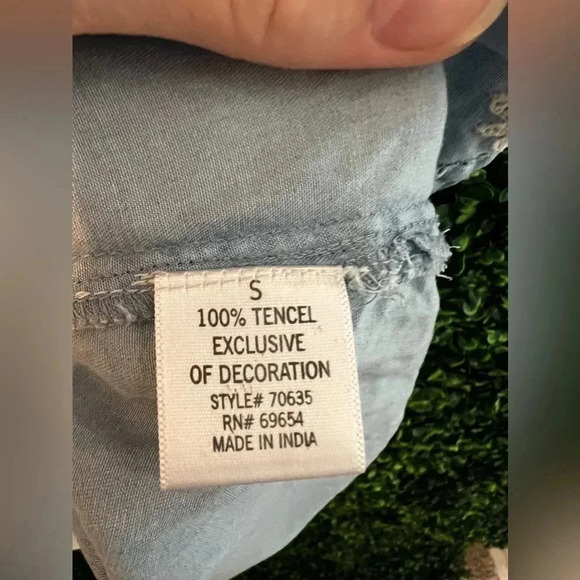 S
100% TENCEL
EXCLUSIVE
OF DECORATION
STYLE# 70635
RN# 69654
MADE IN INDIA